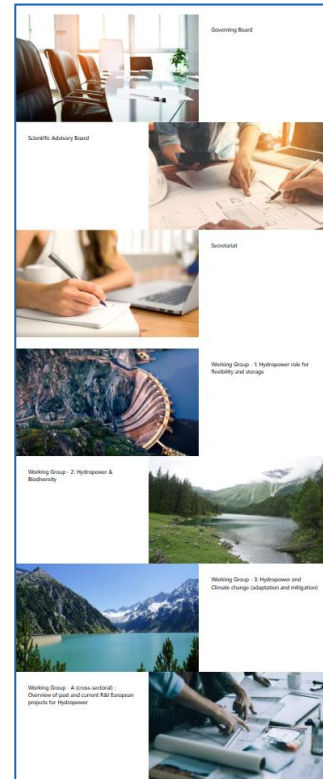 Governing Board
Scientific Advisory Board
Secretariat
Working Group - 1: Hydropower role for
flexibility and storage
Working Group - 2: Hydropower &
Biodiversity
Working Group - 3: Hydropower and
Climate change (adaptation and mitigation)
Working Group - A (cross-sectoral) :
Overview of past and current R&I European
projects for Hydropower